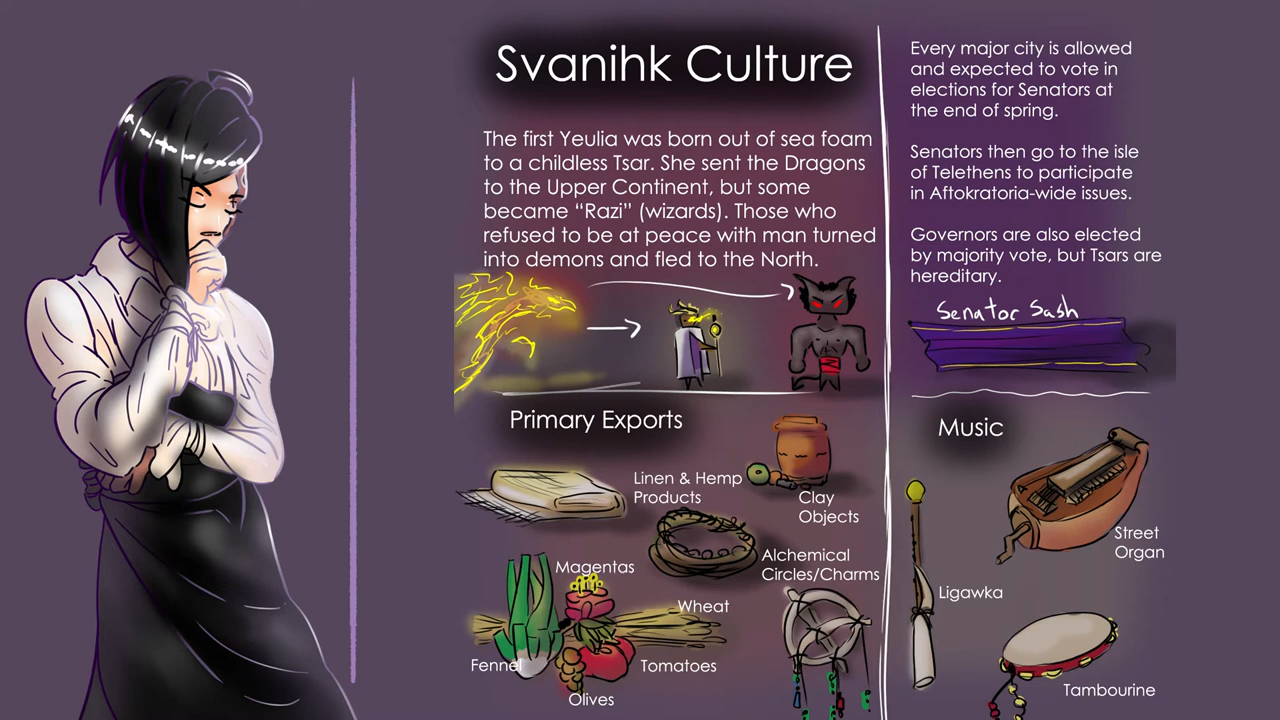 Svanihk Culture
The first Yeulia was born out of sea foam
to a childless Tsar. She sent the Dragons
to the Upper Continent, but some
became “Razi” (wizards). Those who
refused to be at peace with man turned
into demons and fled to the North.
Primary Exports
Linen & Hemp
Products
Clay
Objects
Alchemical
Circles/Charms
Magentas
Wheat
Fennel
Tomatoes
Olives
Every major city is allowed
and expected to vote in
elections for Senators at
the end of spring.
Senators then go to the isle
of Telethens to participate
in Aftokratoria-wide issues.
Governors are also elected
by majority vote, but Tsars are
hereditary.
Senator Sash
Music
Street
Organ
Ligawka
Tambourine